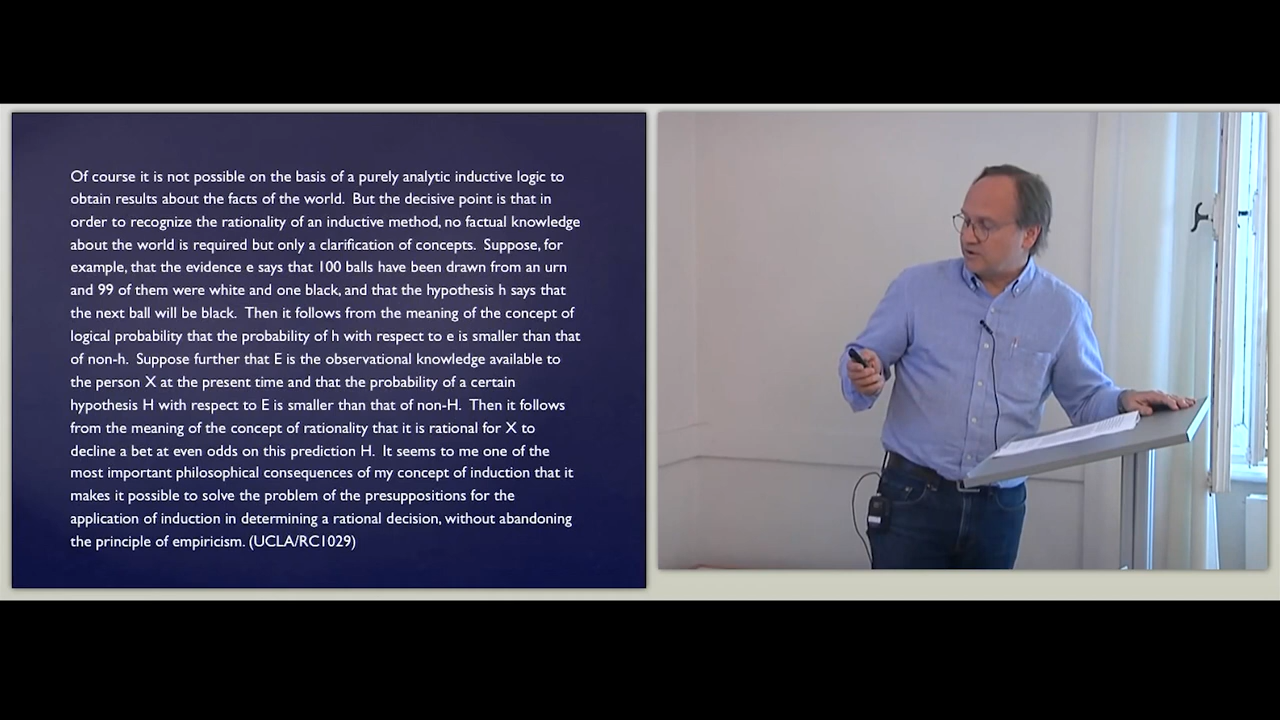 Of course it is not possible on the basis of a purely analytic inductive logic to
obtain results about the facts of the world.  But the decisive point is that in
order to recognize the rationality of an inductive method, no factual knowledge
about the world is required but only a clarification of concepts.  Suppose, for
example, that the evidence e says that 100 balls have been drawn from an urn
and 99 of them were white and one black, and that the hypothesis h says that
the next ball will be black.  Then it follows from the meaning of the concept of
logical probability that the probability of h with respect to e is smaller than that
of non-h.  Suppose further that E is the observational knowledge available to
the person X at the present time and that the probability of a certain
hypothesis H with respect to E is smaller than that of non-H.  Then it follows
from the meaning of the concept of rationality that it is rational for X to
decline a bet at even odds on this prediction H.  It seems to me one of the
most important philosophical consequences of my concept of induction that it
makes it possible to solve the problem of the presuppositions for the
application of induction in determining a rational decision, without abandoning
the principle of empiricism. (UCLA/RC1029)